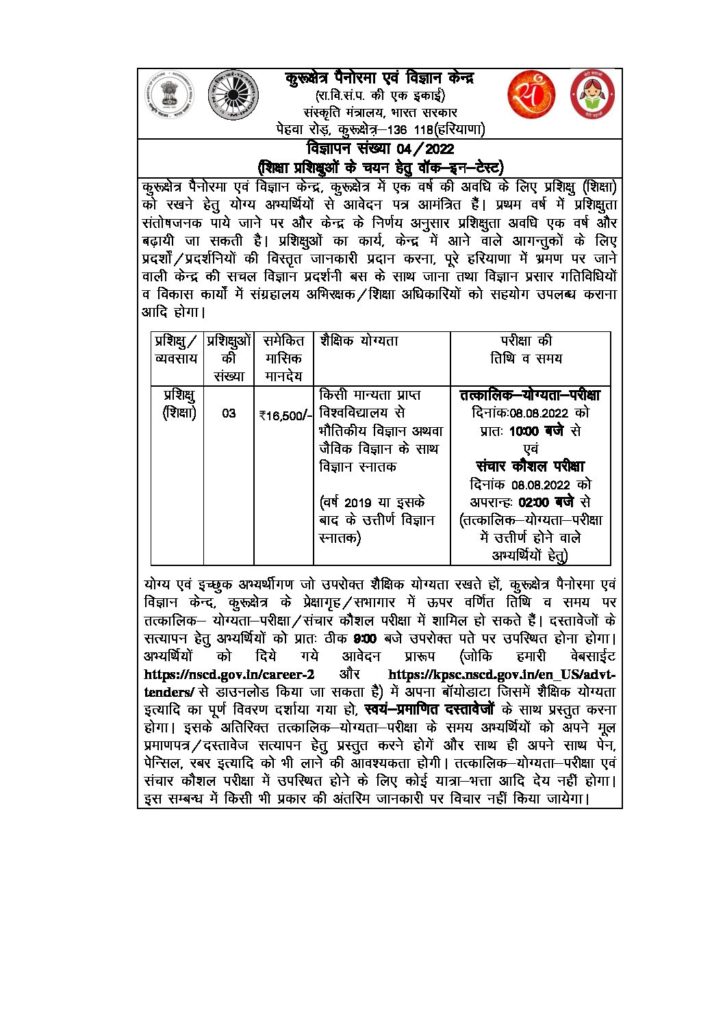 कुरूक्षेत्र पैनोरमा एवं विज्ञान केन्द्र
(रा.वि.सं.प. की एक इकाई)
संस्कृति मंत्रालय, भारत सरकार
पेहवा रोड़, कुरूक्षेत्र–136 118(हरियाणा)
विज्ञापन संख्या 04/2022
(शिक्षा प्रशिक्षुओं के चयन हेतु वॉक–इन–टेस्ट)
कुरूक्षेत्र पैनोरमा एवं विज्ञान केन्द्र, कुरूक्षेत्र में एक वर्ष की अवधि के लिए प्रशिक्षु (शिक्षा)
को रखने हेतु योग्य अभ्यर्थियों से आवेदन पत्र आमंत्रित हैं। प्रथम वर्ष में प्रशिक्षुता
संतोषजनक पाये जाने पर और केन्द्र के निर्णय अनुसार प्रशिक्षुता अवधि एक वर्ष और
बढ़ायी जा सकती है। प्रशिक्षुओं का कार्य, केन्द्र में आने वाले आगन्तुकों के लिए
प्रदर्शों/प्रदर्शनियों की विस्तृत जानकारी प्रदान करना, पूरे हरियाणा में भ्रमण पर जाने
वाली केन्द्र की सचल विज्ञान प्रदर्शनी बस के साथ जाना तथा विज्ञान प्रसार गतिविधियों
व विकास कार्यों में संग्रहालय अभिरक्षक/शिक्षा अधिकारियों को सहयोग उपलब्ध कराना
आदि होगा।
प्रशिक्षु/ प्रशिक्षुओं समेकित शैक्षिक योग्यता परीक्षा की
व्यवसाय की मासिक तिथि व समय
संख्या मानदेय
प्रशिक्षु किसी मान्यता प्राप्त तत्कालिक–योग्यता–परीक्षा
(शिक्षा) 03 ₹16,500/- विश्वविद्यालय से दिनांक:08.08.2022 को
भौतिकीय विज्ञान अथवा प्रातः 10:00 बजे से
जैविक विज्ञान के साथ एवं
विज्ञान स्नातक संचार कौशल परीक्षा
दिनांक 08.08.2022 को
(वर्ष 2019 या इसके अपरान्हः 02:00 बजे से
बाद के उत्तीर्ण विज्ञान (तत्कालिक–योग्यता–परीक्षा
स्नातक) में उत्तीर्ण होने वाले
अभ्यर्थियों हेतु)
योग्य एवं इच्छुक अभ्यर्थीगण जो उपरोक्त शैक्षिक योग्यता रखते हों, कुरूक्षेत्र पैनोरमा एवं
विज्ञान केन्द, कुरूक्षेत्र के प्रेक्षागृह/सभागार में ऊपर वर्णित तिथि व समय पर
तत्कालिक– योग्यता–परीक्षा/संचार कौशल परीक्षा में शामिल हो सकते हैं। दस्तावेजों के
सत्यापन हेतु अभ्यर्थियों को प्रातः ठीक 9:00 बजे उपरोक्त पते पर उपस्थित होना होगा।
अभ्यर्थियों को दिये गये आवेदन प्रारूप (जोकि हमारी वेबसाईट
https://nscd.gov.in/career-2 और https://kpsc.nscd.gov.in/en_US/advt-
tenders/ से डाउनलोड किया जा सकता है) में अपना बॉयोडाटा जिसमें शैक्षिक योग्यता
इत्यादि का पूर्ण विवरण दर्शाया गया हो, स्वयं–प्रमाणित दस्तावेजों के साथ प्रस्तुत करना
होगा। इसके अतिरिक्त तत्कालिक–योग्यता–परीक्षा के समय अभ्यर्थियों को अपने मूल
प्रमाणपत्र/दस्तावेज सत्यापन हेतु प्रस्तुत करने होगें और साथ ही अपने साथ पेन,
पेन्सिल, रबर इत्यादि को भी लाने की आवश्यकता होगी। तत्कालिक–योग्यता–परीक्षा एवं
संचार कौशल परीक्षा में उपस्थित होने के लिए कोई यात्रा–भत्ता आदि देय नहीं होगा।
इस सम्बन्ध में किसी भी प्रकार की अंतरिम जानकारी पर विचार नहीं किया जायेगा।